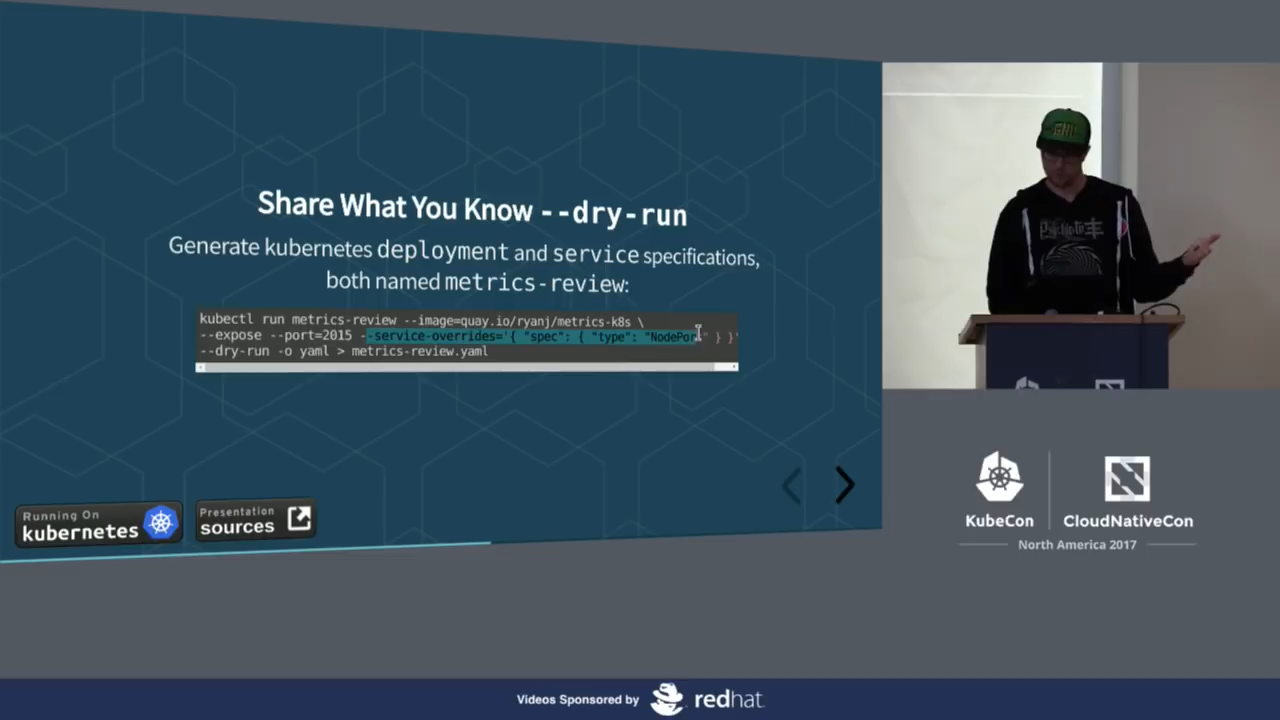 Share What You Know --dry-run
Generate kubernetes deployment and service specifications,
both named metrics-review:
kubectl run metrics-review --image=quay.io/ryanj/metrics-k8s \
--expose --port=2015 --service-overrides='{ "spec": { "type": "NodePort" } }'
--dry-run -o yaml > metrics-review.yaml
Running On
kubernetes
Presentation
sources
KubeCon
CloudNativeCon
North America 2017
Videos Sponsored by
redhat.